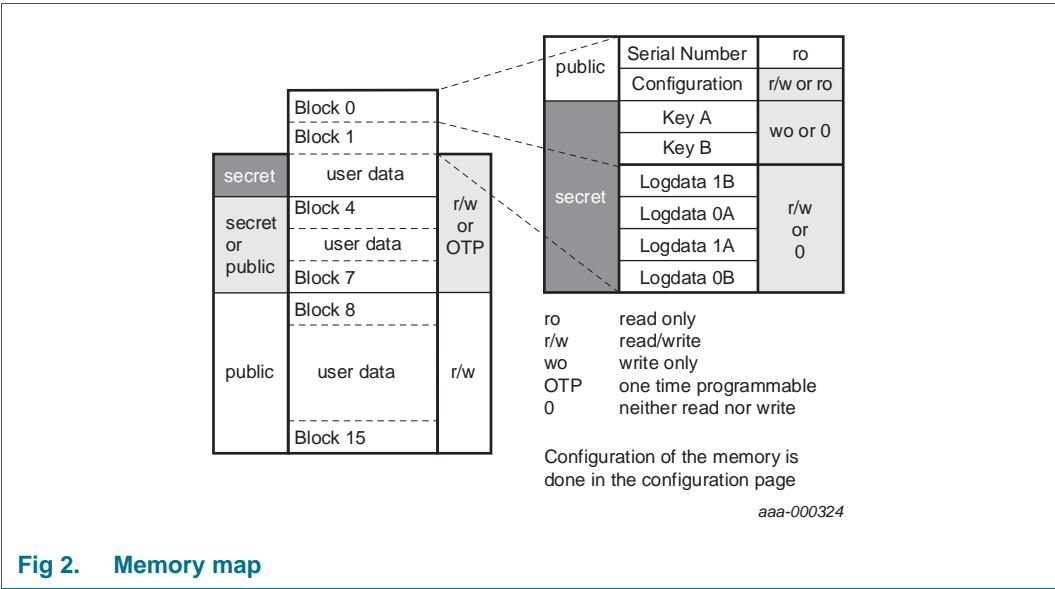 Block 0
Block 1
secret
user data
secret
or
public
Block 4
user data
Block 7
r/w
or
OTP
public
Block 8
user data
Block 15
r/w
public
Serial Number
ro
Configuration
r/w or ro
secret
Key A
Key B
wo or 0
Logdata 1B
Logdata 0A
Logdata 1A
Logdata 0B
r/w
or
0
ro read only
r/w read/write
wo write only
OTP one time programmable
0 neither read nor write
Configuration of the memory is
done in the configuration page
aaa-000324
Fig 2. Memory map